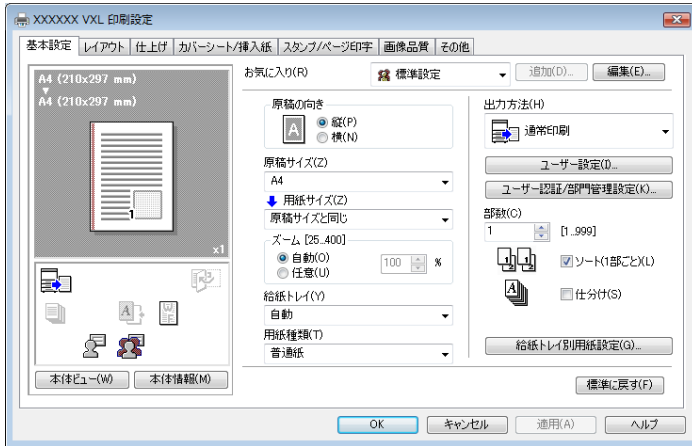 XXXXXX VXL 印刷設定
基本設定 レイアウト 仕上げ カバーシート/挿入紙 スタンプ/ページ印字 画像品質 その他
A4 (210x297 mm)
A4 (210x297 mm)
1
x1
本体ビュー(W) 本体情報(M)
お気に入り(R) 標準設定 追加(D)... 編集(E)...
原稿の向き
A
縦(P)
横(N)
原稿サイズ(Z)
A4
用紙サイズ(Z)
原稿サイズと同じ
ズーム [25..400]
自動(O)
任意(U)
100 %
給紙トレイ(Y)
自動
用紙種類(T)
普通紙
出力方法(H)
通常印刷
ユーザー設定(I)...
ユーザー認証/部門管理設定(K)...
部数(C)
1 [1..999]
ソート(1部ごと)(L)
仕分け(S)
給紙トレイ別用紙設定(G)...
標準に戻す(F)
OK キャンセル 適用(A) ヘルプ